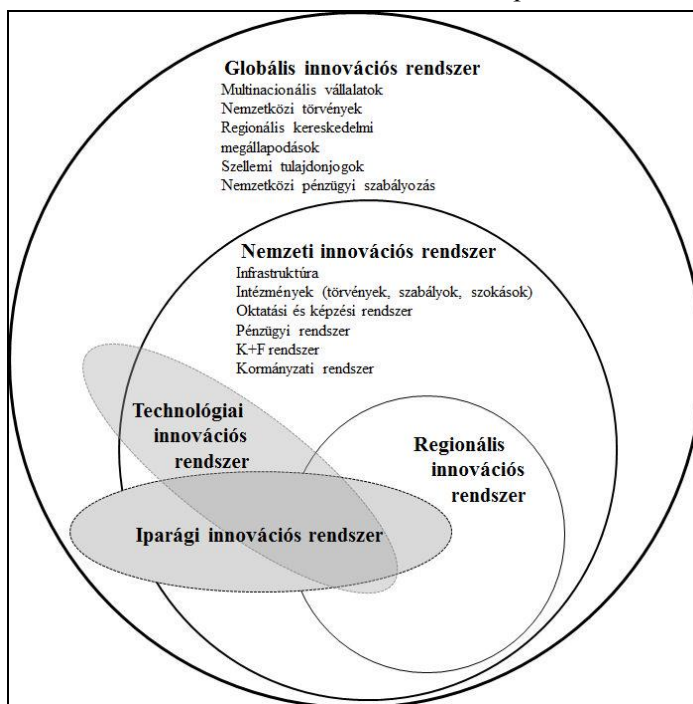 Globális innovációs rendszer
Multinacionális vállalatok
Nemzetközi törvények
Regionális kereskedelmi
megállapodások
Szellemi tulajdonjogok
Nemzetközi pénzügyi szabályozás
Nemzeti innovációs rendszer
Infrastruktúra
Intézmények (törvények, szabályok, szokások)
Oktatási és képzési rendszer
Pénzügyi rendszer
K+F rendszer
Kormányzati rendszer
Technológiai
innovációs
rendszer
Regionális
innovációs
rendszer
Iparági innovációs rendszer